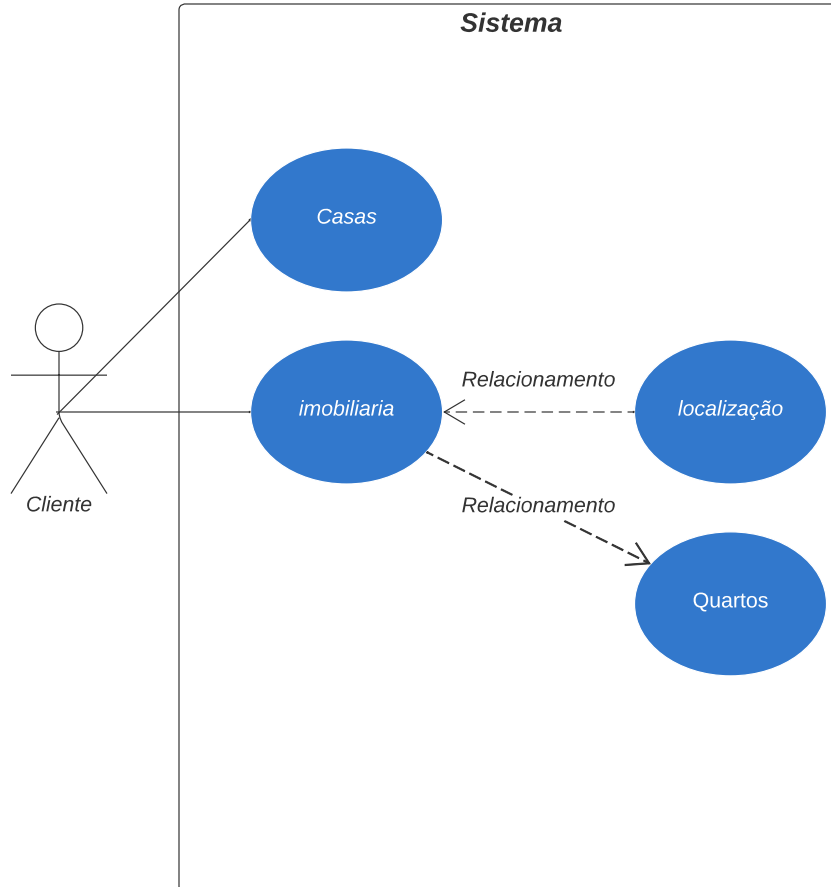 Sistema
Casas
Relacionamento
imobiliaria
localização
Cliente
Relacionamento
Quartos